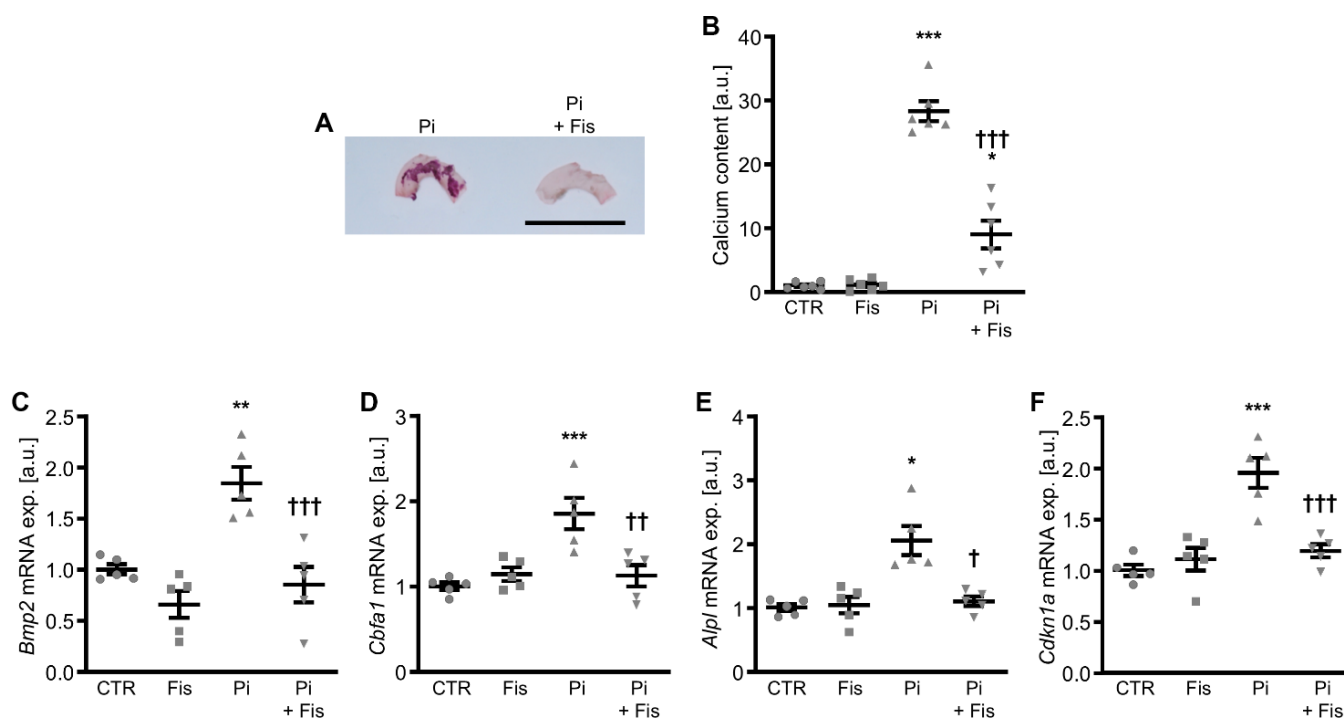 A
Pi
Pi
+ Fis
B
Calcium content [a.u.]
40
30
20
10
0
***
†††
*
CTR
Fis
Pi
Pi
+ Fis
C
Bmp2 mRNA exp. [a.u.]
2.5
2.0
1.5
1.0
0.5
0.0
**
†††
CTR
Fis
Pi
Pi
+ Fis
D
Cbfa1 mRNA exp. [a.u.]
3
2
1
0
***
††
CTR
Fis
Pi
Pi
+ Fis
E
Alpl mRNA exp. [a.u.]
4
3
2
1
0
*
†
CTR
Fis
Pi
Pi
+ Fis
F
Cdkn1a mRNA exp. [a.u.]
2.5
2.0
1.5
1.0
0.5
0.0
***
†††
CTR
Fis
Pi
Pi
+ Fis